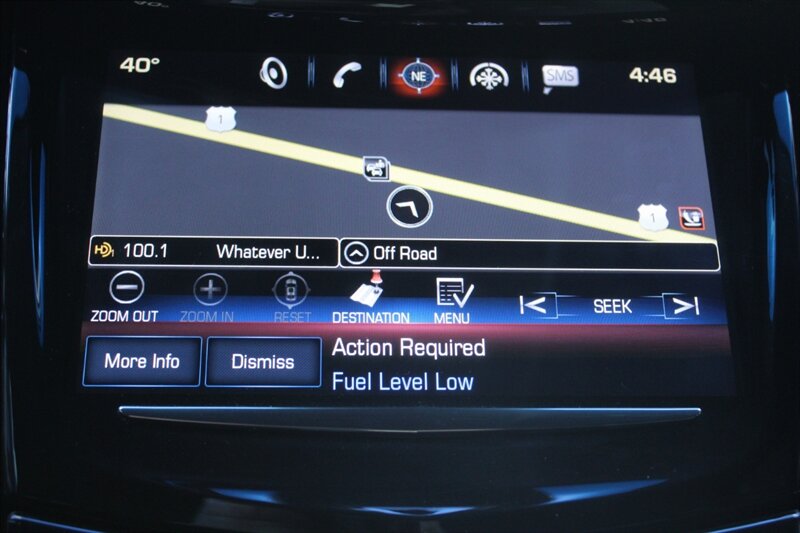 40°
NE
SMS
4:46
1
1
HD1 100.1 Whatever U...
Off Road
ZOOM OUT
ZOOM IN
RESET
DESTINATION
MENU
SEEK
More Info
Dismiss
Action Required
Fuel Level Low